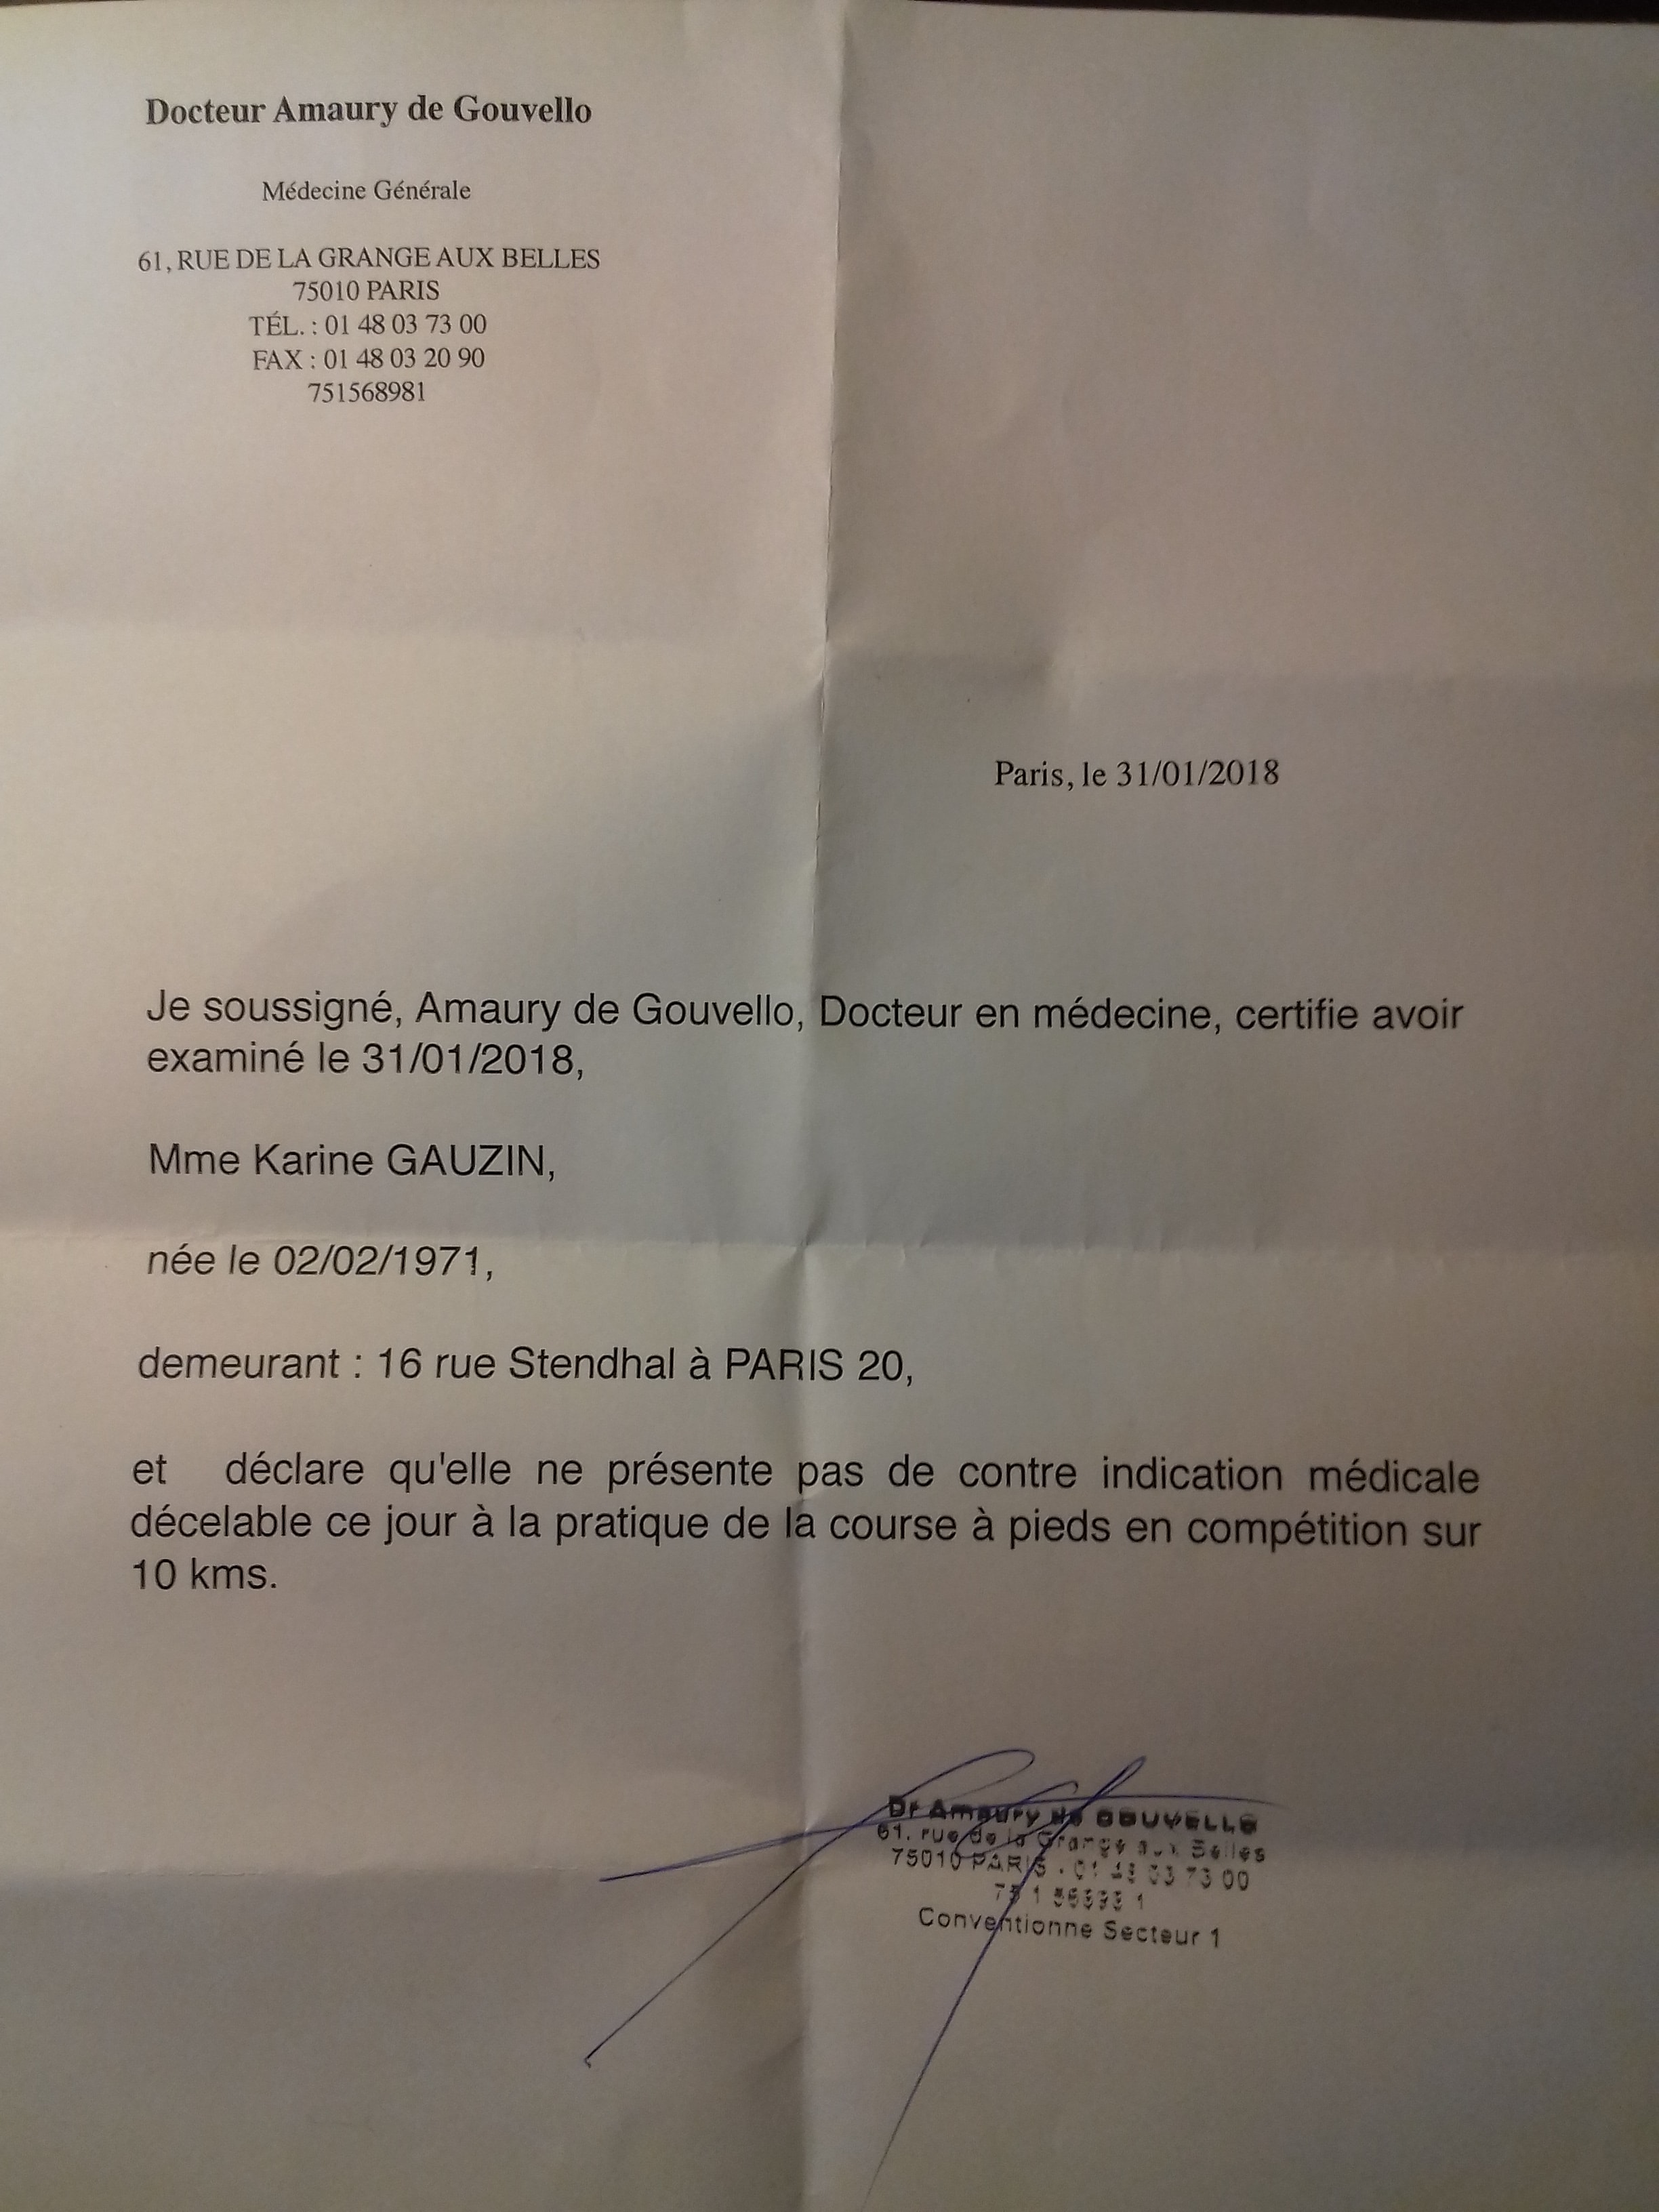 Docteur Amaury de Gouvello
Médecine Générale
61, RUE DE LA GRANGE AUX BELLES
75010 PARIS
TÉL. : 01 48 03 73 00
FAX : 01 48 03 20 90
751568981
Paris, le 31/01/2018
Je soussigné, Amaury de Gouvello, Docteur en médecine, certifie avoir
examiné le 31/01/2018,
Mme Karine GAUZIN,
née le 02/02/1971,
demeurant : 16 rue Stendhal à PARIS 20,
et déclare qu'elle ne présente pas de contre indication médicale
décelable ce jour à la pratique de la course à pieds en compétition sur
10 kms.
Dr Amaury de GOUVELLO
61, rue de la Grange aux Belles
75010 PARIS - 01 48 03 73 00
Conventionne Secteur 1